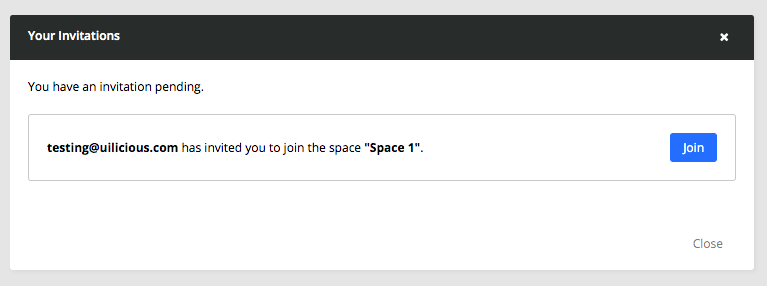 Your Invitations
You have an invitation pending.
testing@uilicious.com has invited you to join the space "Space 1".
Join
Close